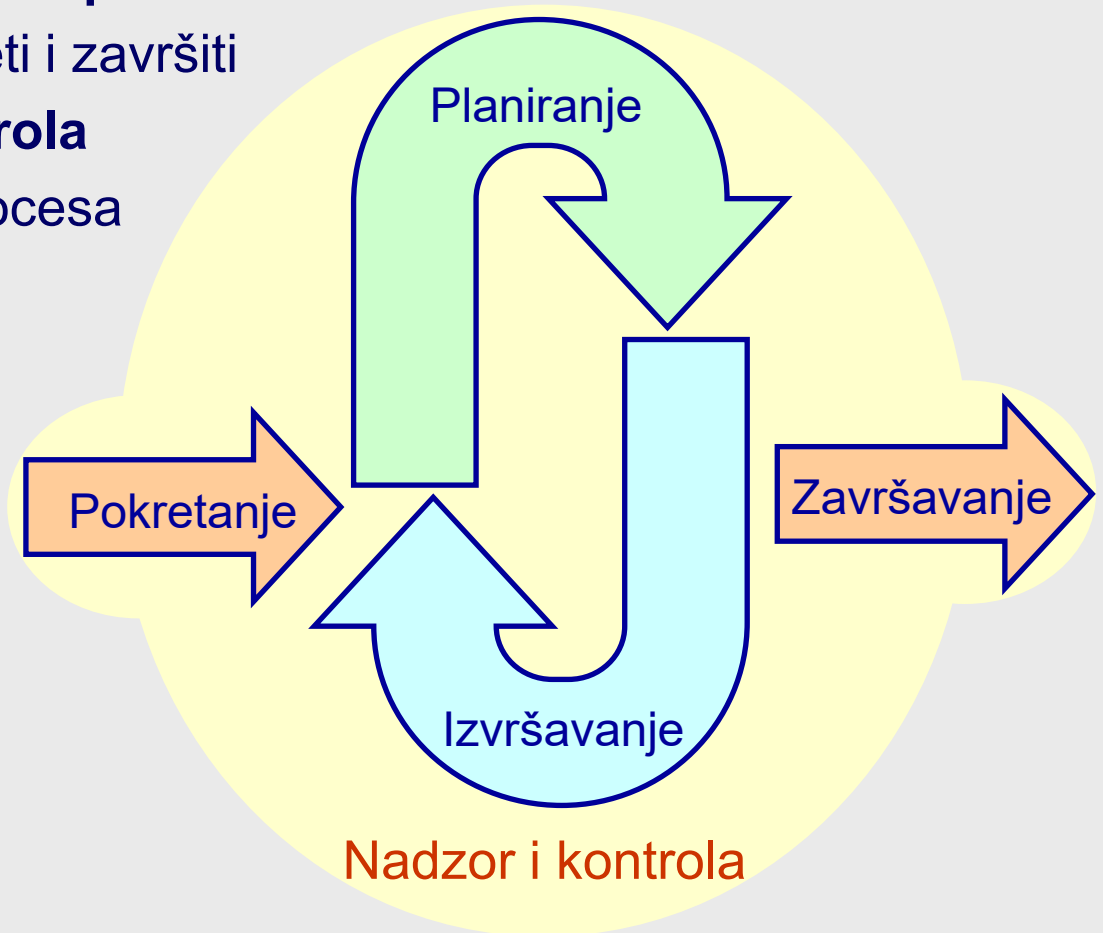 eti i završiti
rola
ocesa
Planiranje
Pokretanje
Završavanje
Izvršavanje
Nadzor i kontrola